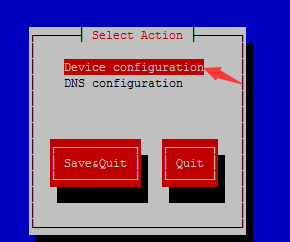 Select Action
Device configuration
DNS configuration
Save&Quit Quit